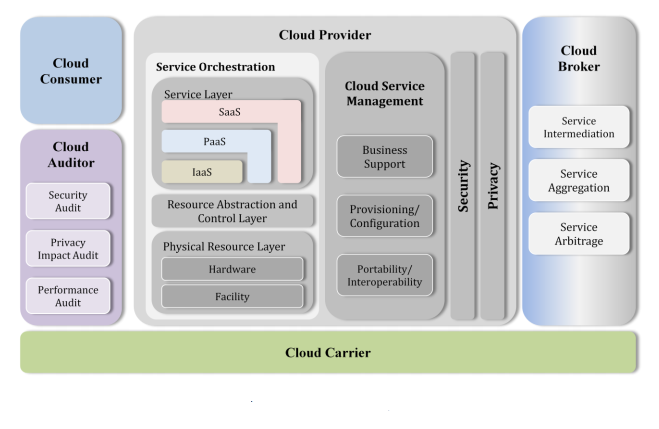 Cloud
Consumer
Cloud
Auditor
Security
Audit
Privacy
Impact Audit
Performance
Audit
Cloud Provider
Service Orchestration
Service Layer
SaaS
PaaS
IaaS
Resource Abstraction and
Control Layer
Physical Resource Layer
Hardware
Facility
Cloud Service
Management
Business
Support
Provisioning/
Configuration
Portability/
Interoperability
Security
Privacy
Cloud
Broker
Service
Intermediation
Service
Aggregation
Service
Arbitrage
Cloud Carrier